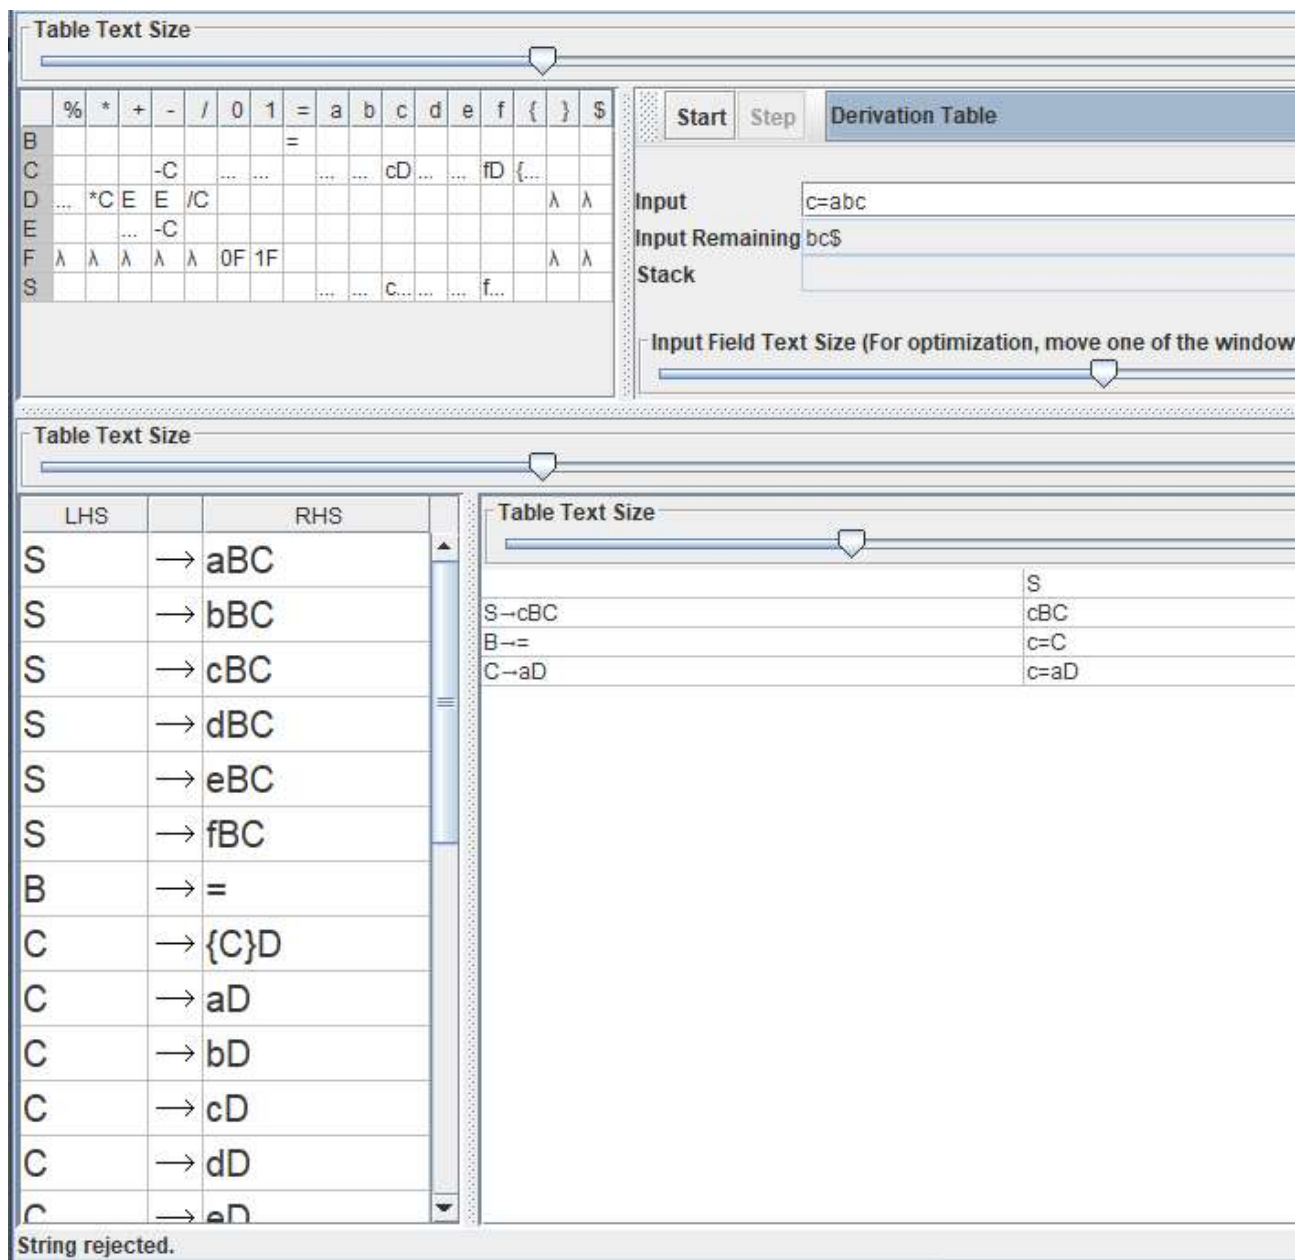 Table Text Size
% * + - / 0 1 = a b c d e f { } $
B =
C -C ... ... ... ... cD ... ... fD {...
D ... *C E E /C λ λ
E ... -C
F λ λ λ λ λ 0F 1F λ λ
S ... ... c... ... ... f...
Start Step Derivation Table
Input c=abc
Input Remaining bc$
Stack
Input Field Text Size (For optimization, move one of the window
Table Text Size
LHS RHS
S → aBC
S → bBC
S → cBC
S → dBC
S → eBC
S → fBC
B → =
C → {C}D
C → aD
C → bD
C → cD
C → dD
C → eD
Table Text Size
S
S→cBC cBC
B→= c=C
C→aD c=aD
String rejected.